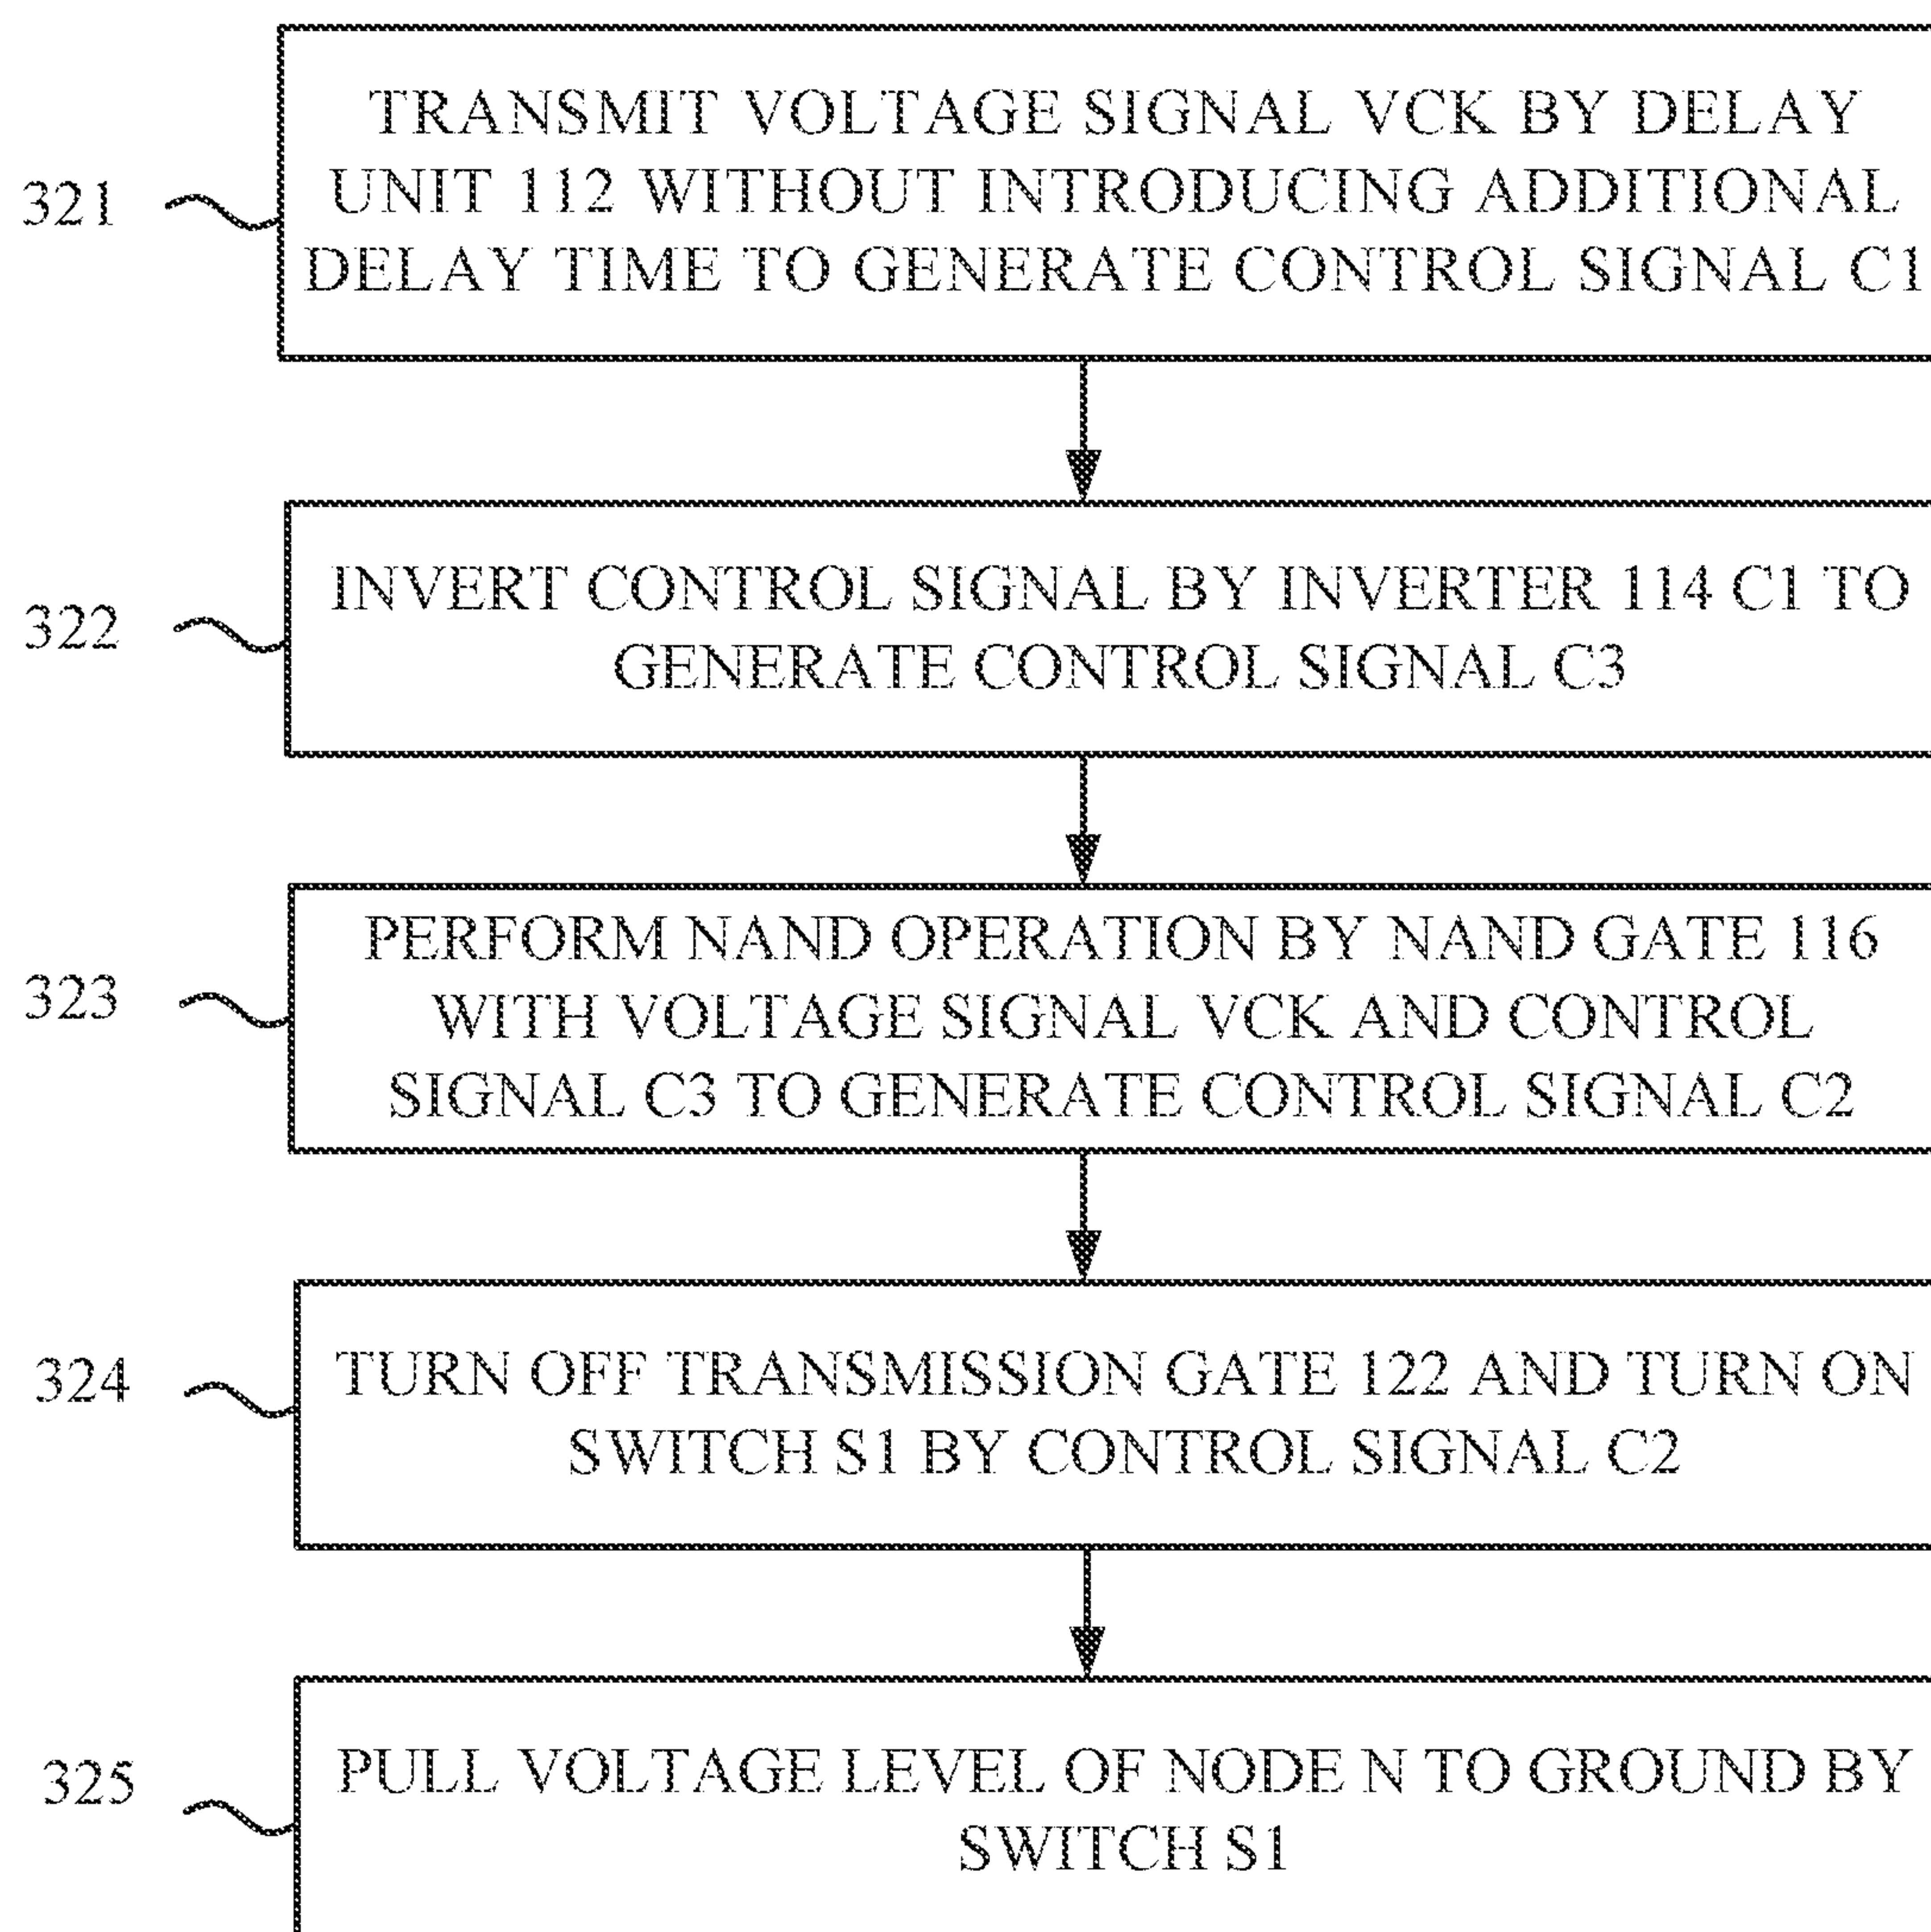 TRANSMIT VOLTAGE SIGNAL VCK BY DELAY
UNIT 112 WITHOUT INTRODUCING ADDITIONAL
DELAY TIME TO GENERATE CONTROL SIGNAL C1
321
INVERT CONTROL SIGNAL BY INVERTER 114 C1 TO
GENERATE CONTROL SIGNAL C3
322
PERFORM NAND OPERATION BY NAND GATE 116
WITH VOLTAGE SIGNAL VCK AND CONTROL
SIGNAL C3 TO GENERATE CONTROL SIGNAL C2
323
TURN OFF TRANSMISSION GATE 122 AND TURN ON
SWITCH S1 BY CONTROL SIGNAL C2
324
PULL VOLTAGE LEVEL OF NODE N TO GROUND BY
SWITCH S1
325